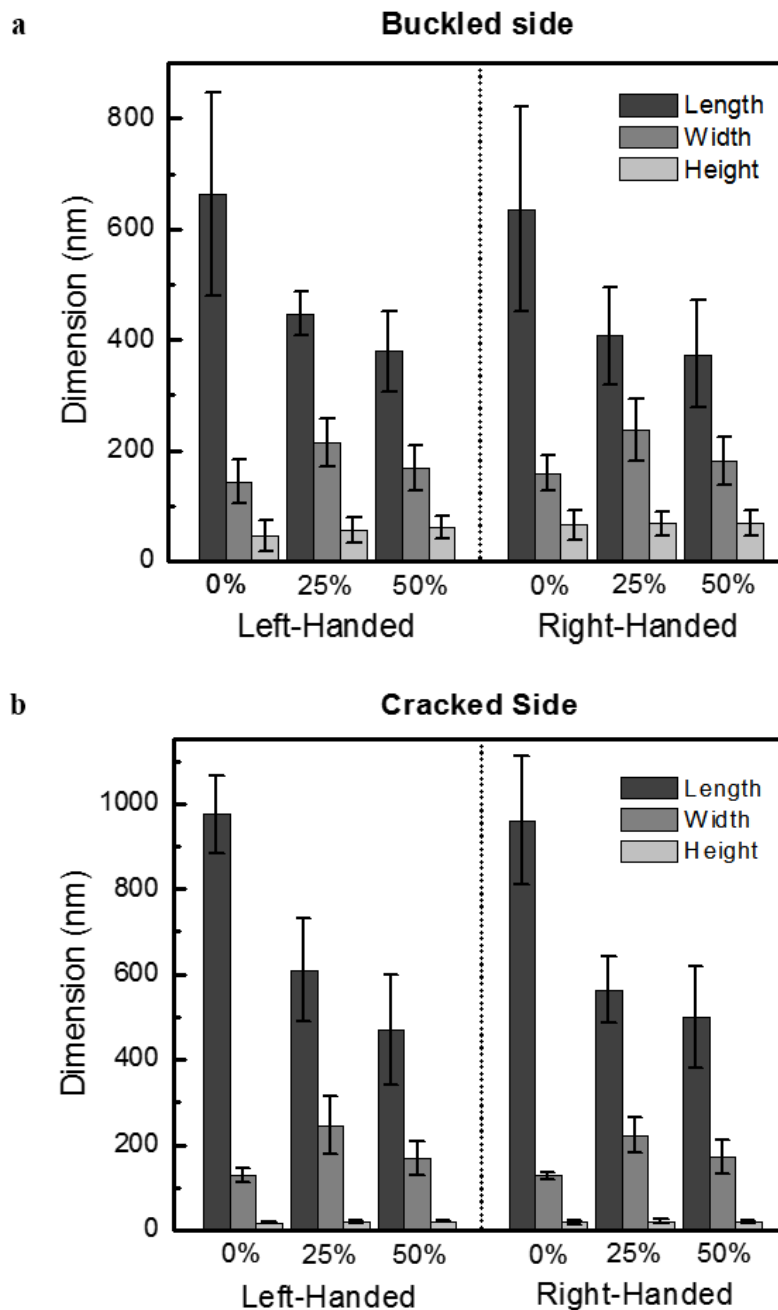 a
Buckled side
Length
Width
Height
Dimension (nm)
800
600
400
200
0
0% 25% 50% 0% 25% 50%
Left-Handed Right-Handed
b
Cracked Side
Length
Width
Height
Dimension (nm)
1000
800
600
400
200
0
0% 25% 50% 0% 25% 50%
Left-Handed Right-Handed